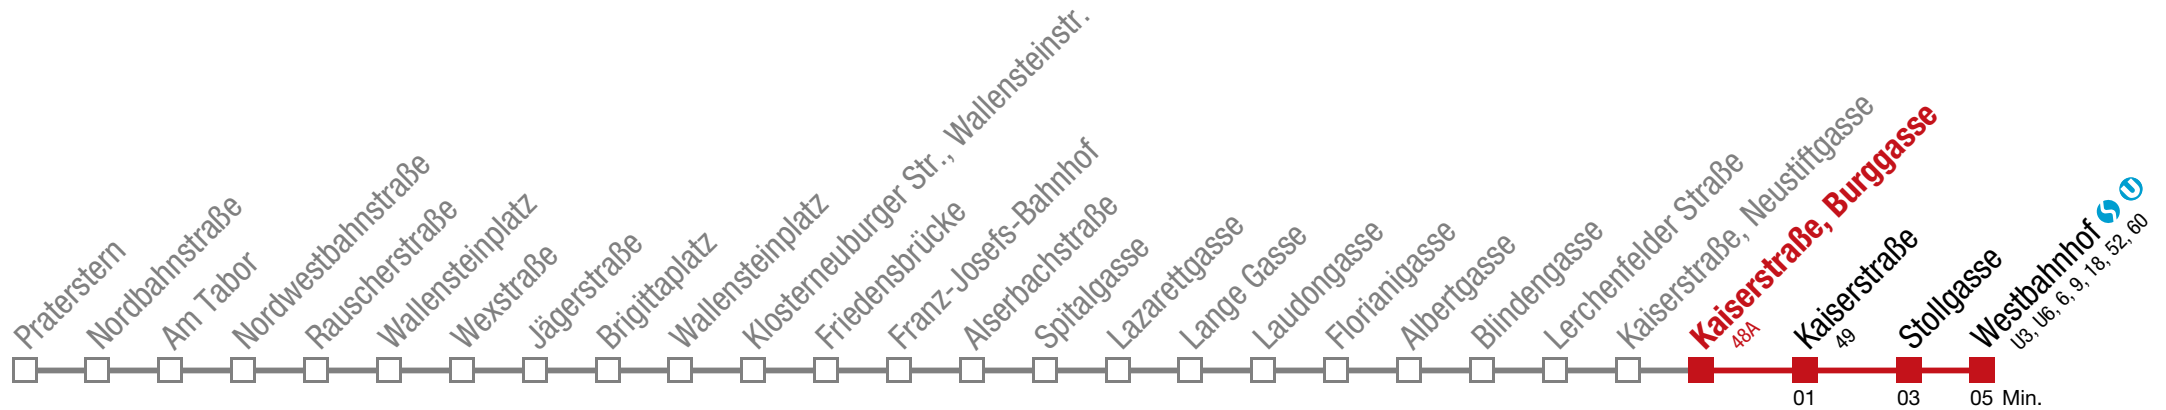 Praterstern
Nordbahnstraße
Am Tabor
Nordwestbahnstraße
Rauscherstraße
Wallensteinplatz
Wexstraße
Jägerstraße
Brigittaplatz
Wallensteinplatz
Klosterneuburger Str., Wallensteinstr.
Friedensbrücke
Franz-Josefs-Bahnhof
Alserbachstraße
Spitalgasse
Lazarettgasse
Lange Gasse
Laudongasse
Florianigasse
Albertgasse
Blindengasse
Lerchenfelder Straße
Kaiserstraße, Neustiftgasse
Kaiserstraße, Burggasse
48A
Kaiserstraße
49
Stollgasse
Westbahnhof S U
U3, U6, 6, 9, 18, 52, 60
01 03 05 Min.